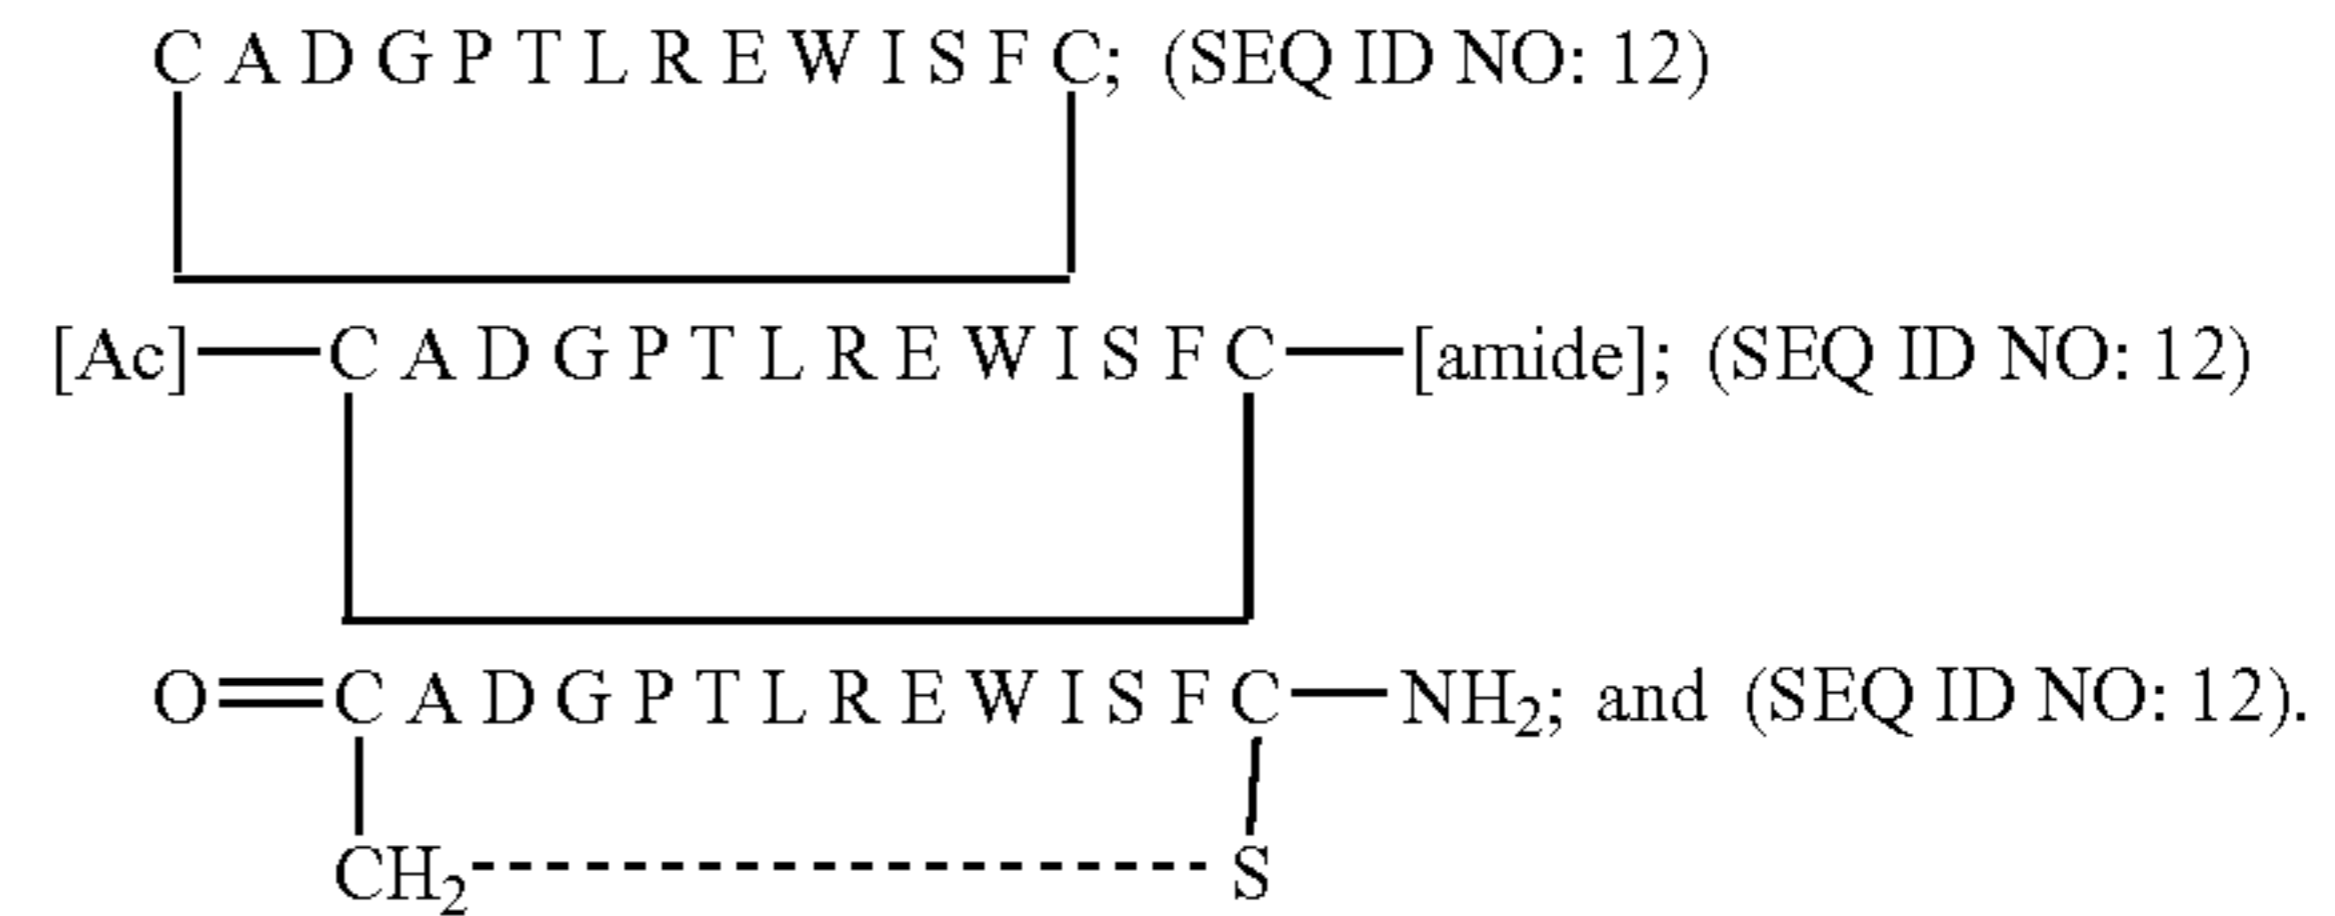 C A D G P T L R E W I S F C; (SEQ ID NO: 12)
[Ac]—C A D G P T L R E W I S F C—[amide]; (SEQ ID NO: 12)
O=C A D G P T L R E W I S F C—NH₂; and (SEQ ID NO: 12).
CH₂ S